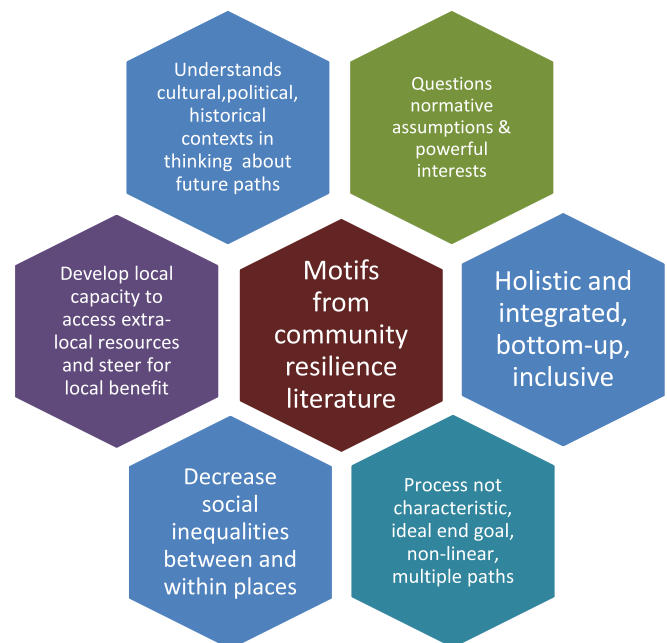 Understands
cultural,political,
historical
contexts in
thinking about
future paths
Questions
normative
assumptions &
powerful
interests
Develop local
capacity to
access extra-
local resources
and steer for
local benefit
Motifs
from
community
resilience
literature
Holistic and
integrated,
bottom-up,
inclusive
Decrease
social
inequalities
between and
within places
Process not
characteristic,
ideal end goal,
non-linear,
multiple paths